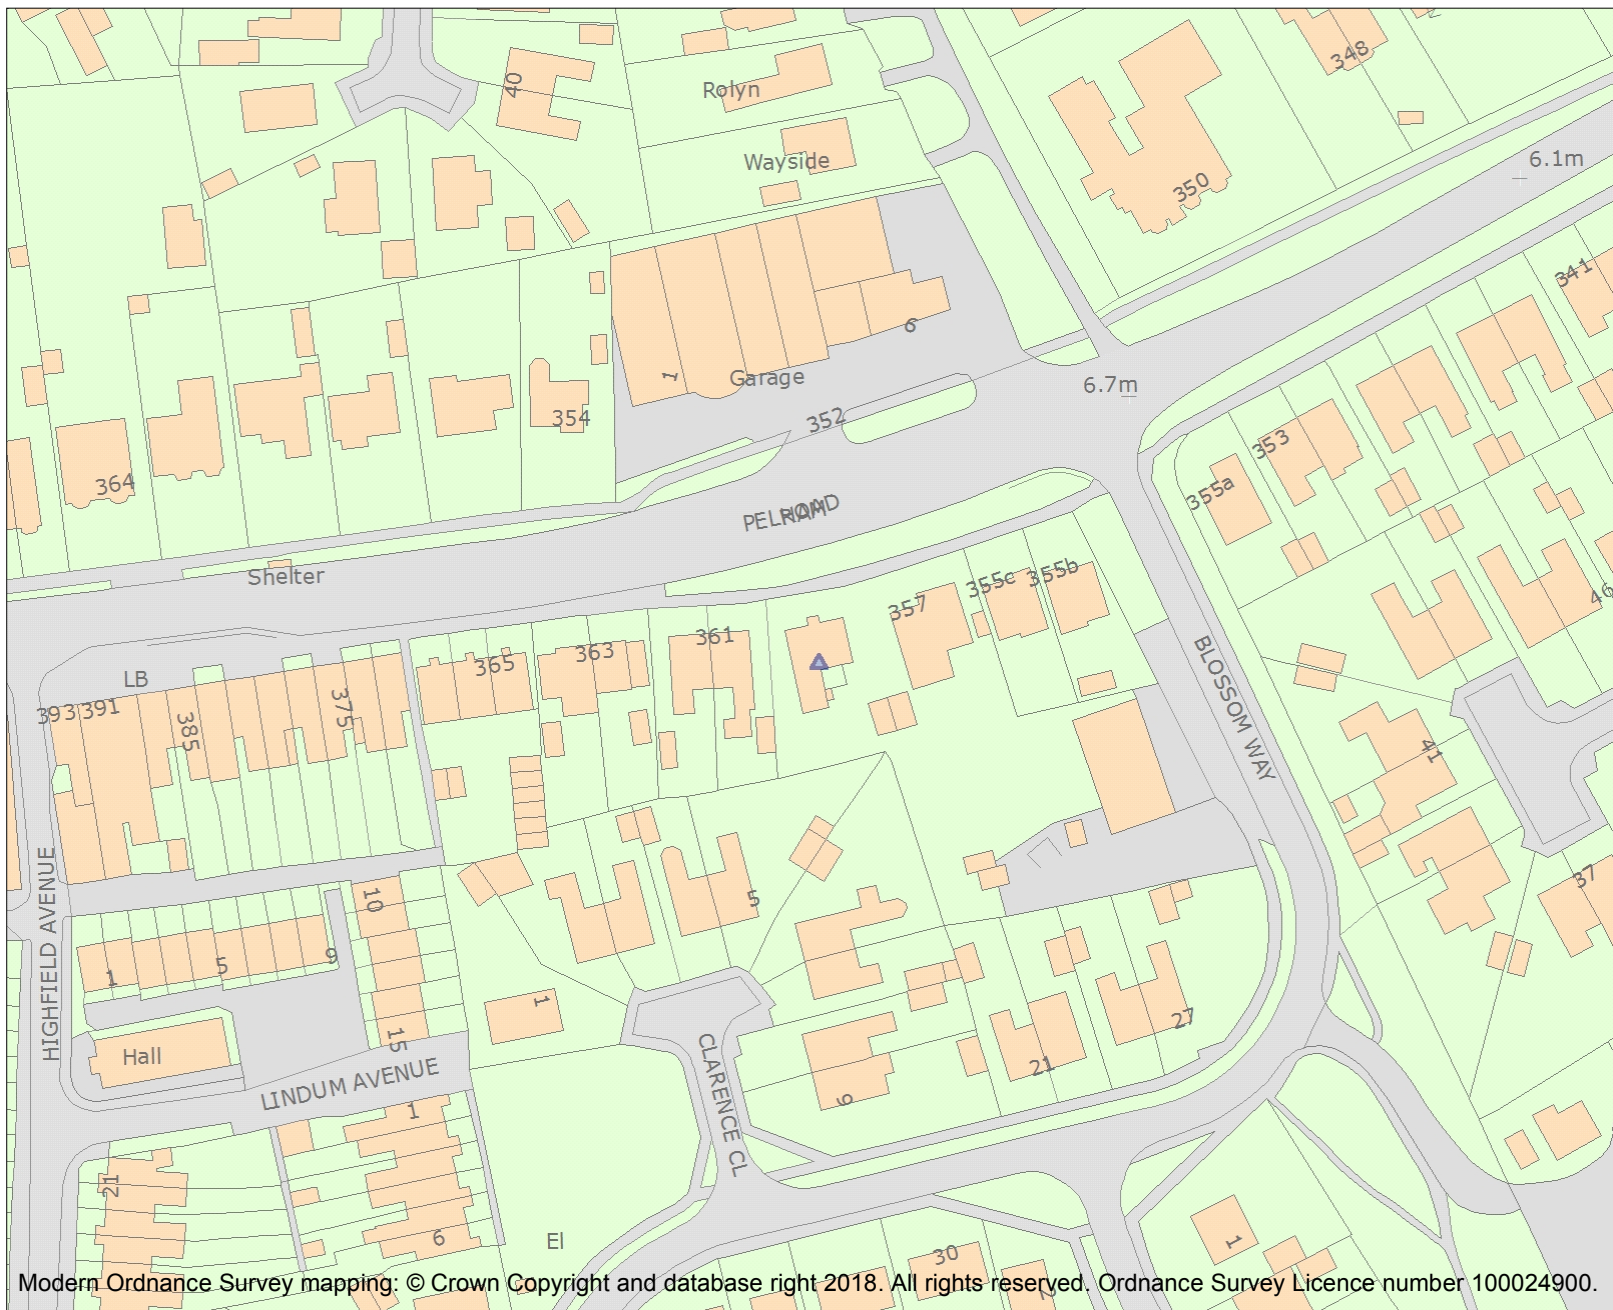 348
40
Rolyn
Wayside
6.1m
350
341
6
1
Garage
6.7m
354
352
353
364
355a
PELHAM
ROAD
Shelter
355c
355b
46
357
361
363
365
BLOSSOM WAY
LB
393
391
385
375
41
37
HIGHFIELD AVENUE
10
5
1
5
9
1
15
Hall
27
21
LINDUM AVENUE
CLARENCE CL
9
1
21
6
El
30
1
Modern Ordnance Survey mapping: © Crown Copyright and database right 2018. All rights reserved. Ordnance Survey Licence number 100024900.